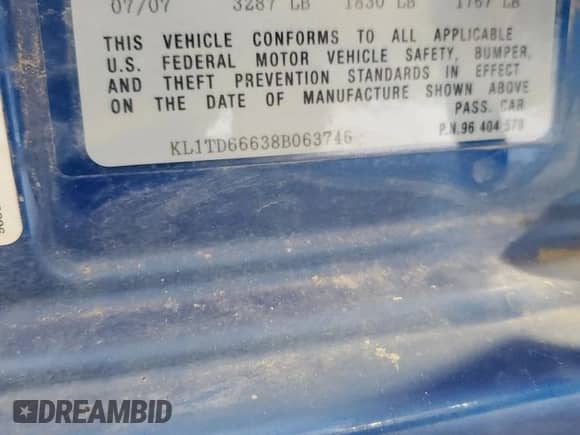 07/07 3287 LB 1830 LB 1767 LB
THIS VEHICLE CONFORMS TO ALL APPLICABLE
U.S. FEDERAL MOTOR VEHICLE SAFETY, BUMPER,
AND THEFT PREVENTION STANDARDS IN EFFECT
ON THE DATE OF MANUFACTURE SHOWN ABOVE
PASS. CAR
P.N.96 404 578
KL1TD66638B063746
DREAMBID